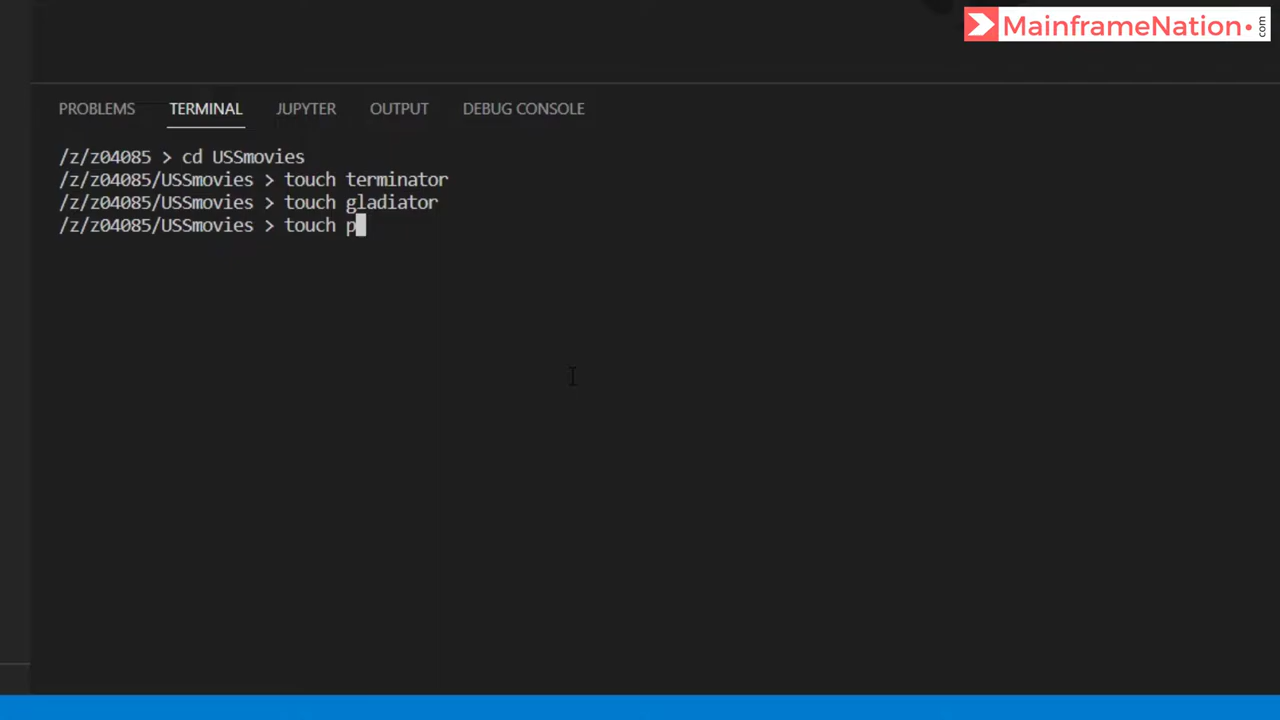 MainframeNation.com
PROBLEMS TERMINAL JUPYTER OUTPUT DEBUG CONSOLE
/z/z04085 > cd USSmovies
/z/z04085/USSmovies > touch terminator
/z/z04085/USSmovies > touch gladiator
/z/z04085/USSmovies > touch p